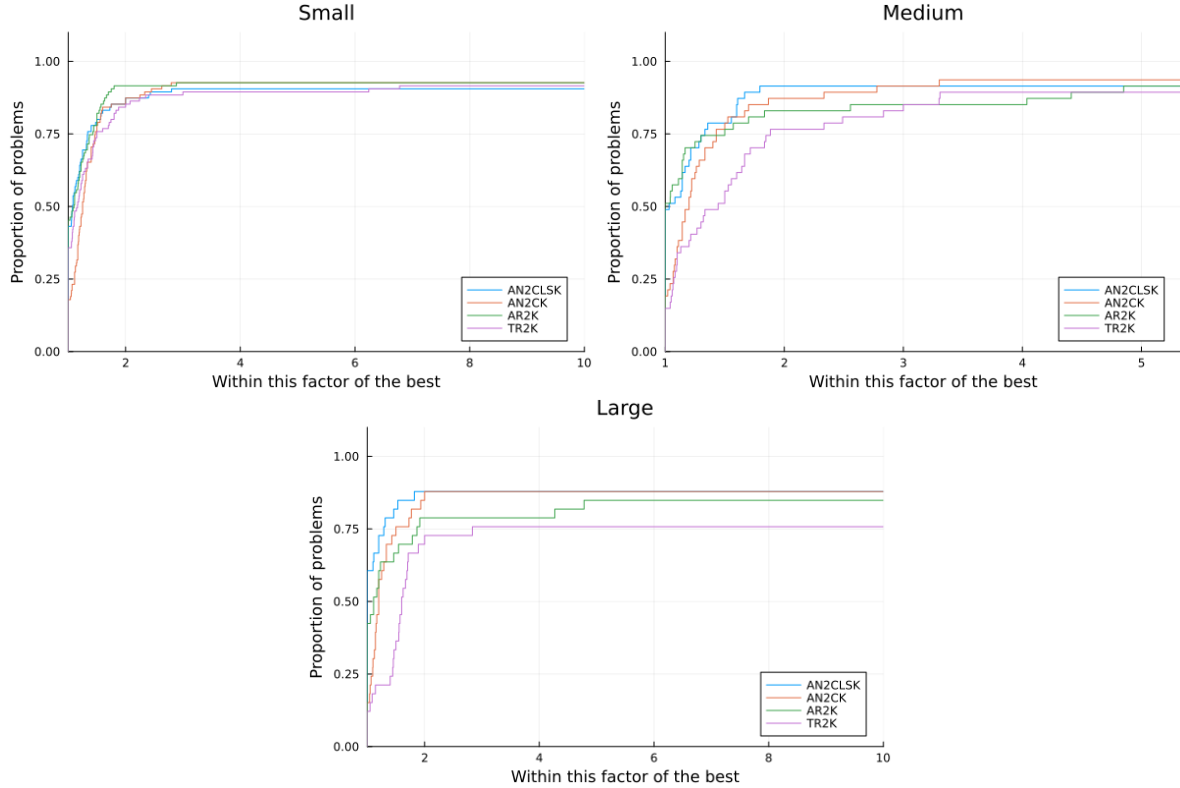 Small
Proportion of problems
1.00
0.75
0.50
0.25
0.00
2
4
6
8
10
Within this factor of the best
AN2CLSK
AN2CK
AR2K
TR2K
Medium
Proportion of problems
1.00
0.75
0.50
0.25
0.00
1
2
3
4
5
Within this factor of the best
AN2CLSK
AN2CK
AR2K
TR2K
Large
Proportion of problems
1.00
0.75
0.50
0.25
0.00
2
4
6
8
10
Within this factor of the best
AN2CLSK
AN2CK
AR2K
TR2K